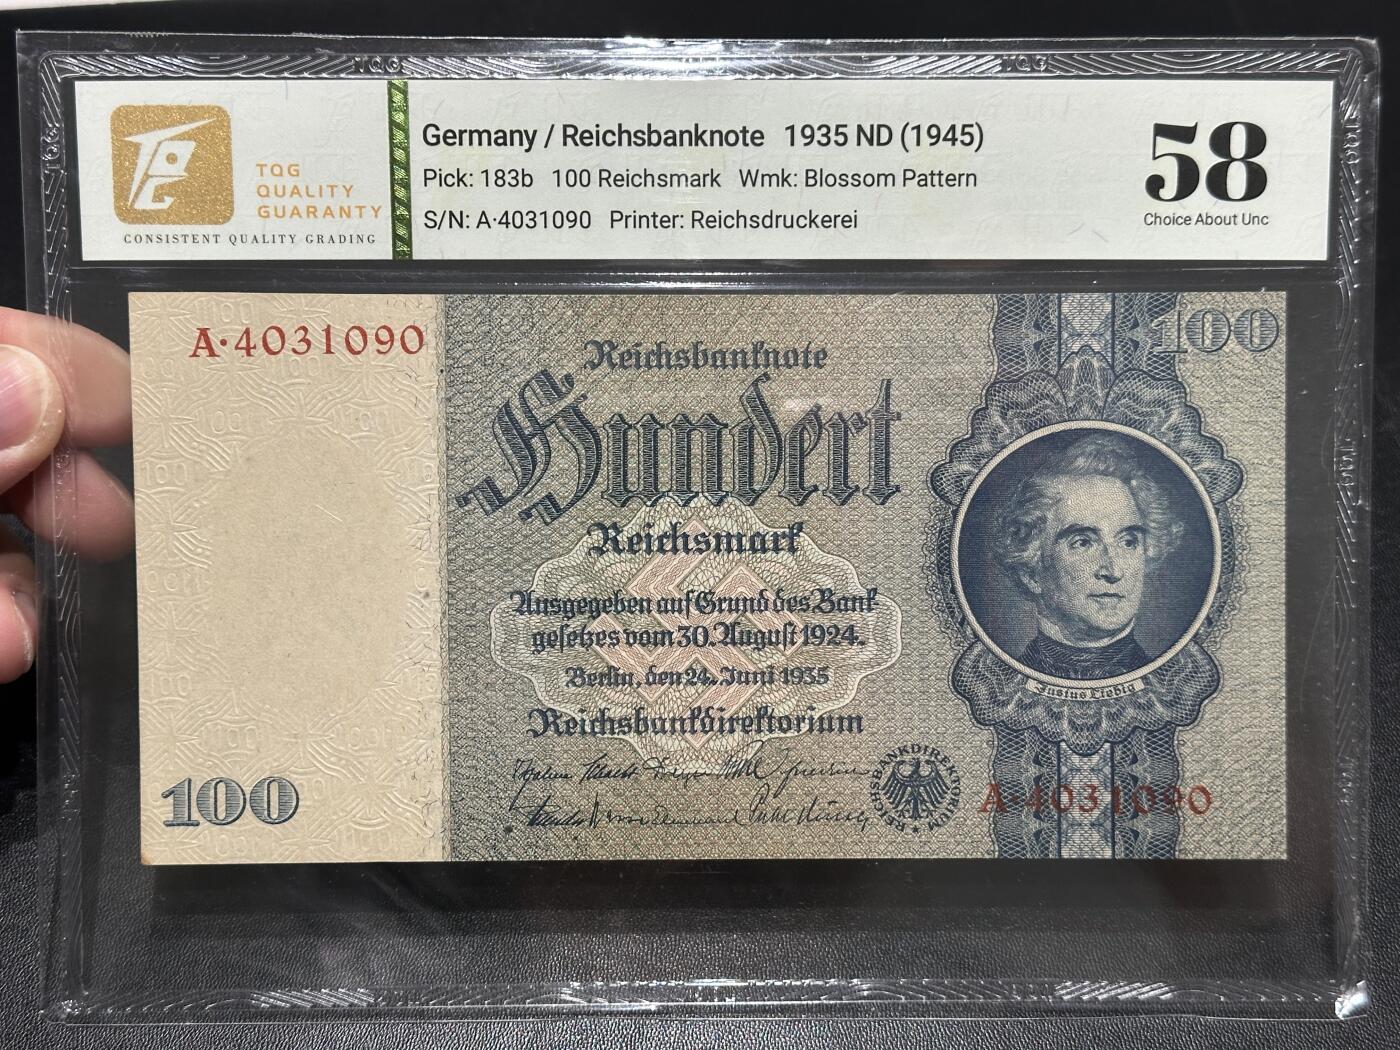 TQG
QUALITY
GUARANTY
CONSISTENT QUALITY GRADING
Germany / Reichsbanknote 1935 ND (1945)
Pick: 183b 100 Reichsmark Wmk: Blossom Pattern
S/N: A·4031090 Printer: Reichsdruckerei
58
Choice About Unc
A·4031090
100
Reichsbanknote
Hundert
Reichsmark
Ausgegeben auf Grund des Bank-
gesetzes vom 30. August 1924.
Berlin, den 24. Juni 1935
Reichsbankdirektorium
Justus Liebig
REICHSBANKDIREKTORIUM
A·4031090
100